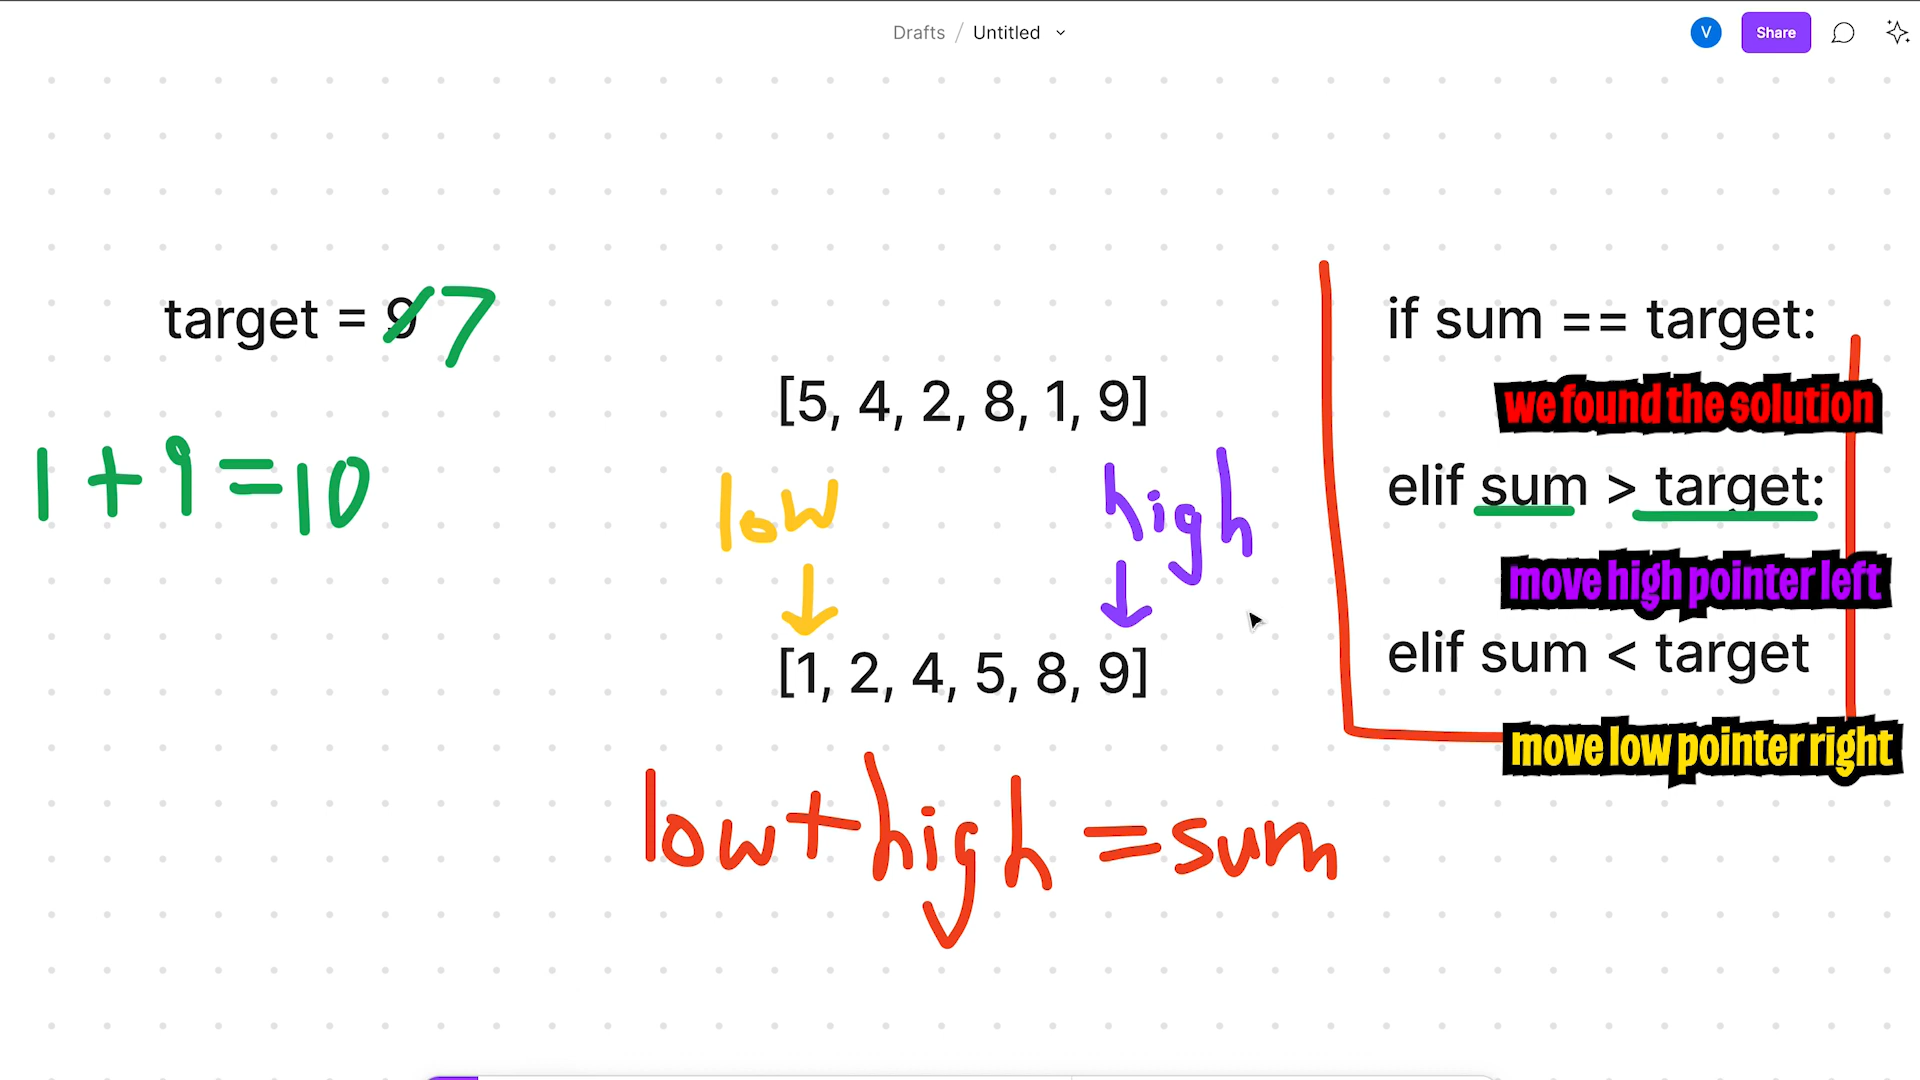 Drafts / Untitled
V
Share
target = 9 7
1 + 9 = 10
[5, 4, 2, 8, 1, 9]
low
high
[1, 2, 4, 5, 8, 9]
low + high = sum
if sum == target:
we found the solution
elif sum > target:
move high pointer left
elif sum < target
move low pointer right